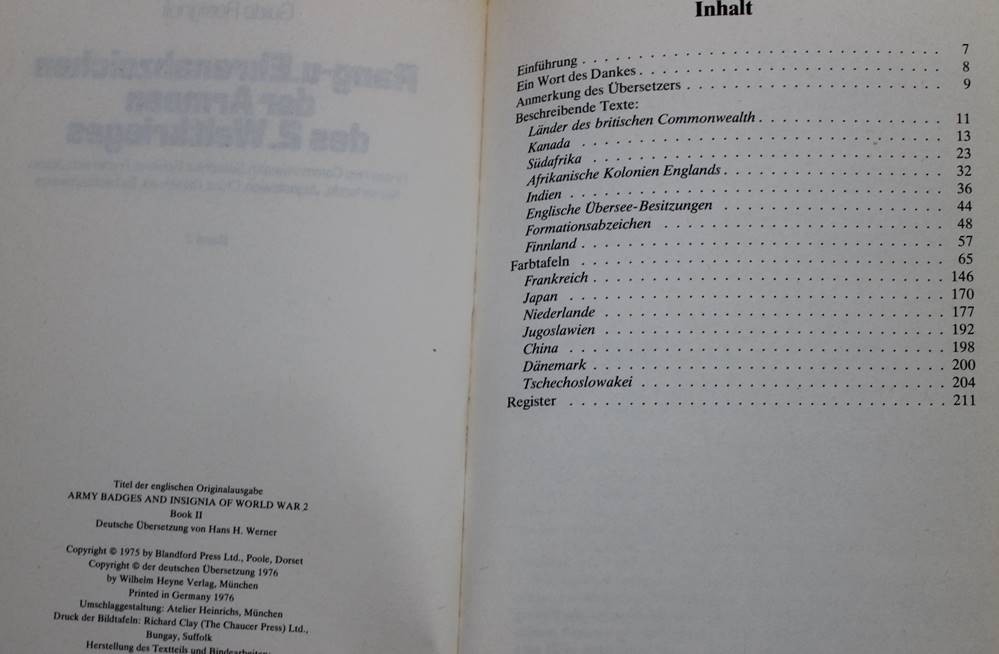 Titel der englischen Originalausgabe
ARMY BADGES AND INSIGNIA OF WORLD WAR 2
Book II
Deutsche Übersetzung von Hans H. Werner
Copyright © 1975 by Blandford Press Ltd., Poole, Dorset
Copyright © der deutschen Übersetzung 1976
by Wilhelm Heyne Verlag, München
Printed in Germany 1976
Umschlaggestaltung: Atelier Heinrichs, München
Druck der Bildtafeln: Richard Clay (The Chaucer Press) Ltd.,
Bungay, Suffolk
Herstellung des Textteils und
Inhalt
Einführung . . . . . . . . . . 7
Ein Wort des Dankes . . . . . . . . . . 8
Anmerkung des Übersetzers . . . . . . . . . . 9
Beschreibende Texte:
Länder des britischen Commonwealth . . . . . . . . . . 11
Kanada . . . . . . . . . . 13
Südafrika . . . . . . . . . . 23
Afrikanische Kolonien Englands . . . . . . . . . . 32
Indien . . . . . . . . . . 36
Englische Übersee-Besitzungen . . . . . . . . . . 44
Formationsabzeichen . . . . . . . . . . 48
Finnland . . . . . . . . . . 57
Farbtafeln . . . . . . . . . . 65
Frankreich . . . . . . . . . . 146
Japan . . . . . . . . . . 170
Niederlande . . . . . . . . . . 177
Jugoslawien . . . . . . . . . . 192
China . . . . . . . . . . 198
Dänemark . . . . . . . . . . 200
Tschechoslowakei . . . . . . . . . . 204
Register . . . . . . . . . . 211